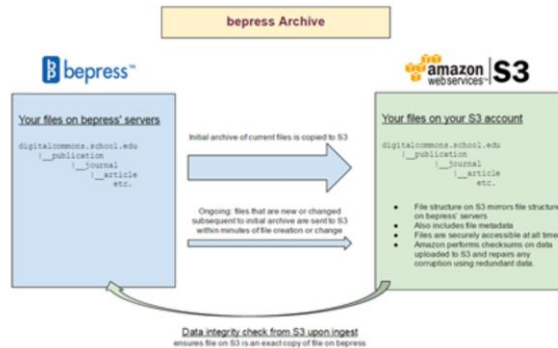 bepress Archive
bepress™
amazon
web services™
S3
Your files on bepress' servers
digitalcommons.school.edu
|__publication
|__journal
|__article
etc.
Initial archive of current files is copied to S3
Ongoing: files that are new or changed
subsequent to initial archive are sent to S3
within minutes of file creation or change
Your files on your S3 account
digitalcommons.school.edu
|__publication
|__journal
|__article
etc.
● File structure on S3 mirrors file structure
on bepress' servers
● Also includes file metadata
● Files are securely accessible at all time
● Amazon performs checksums on data
uploaded to S3 and repairs any
corruption using redundant data.
Data integrity check from S3 upon ingest
ensures file on S3 is an exact copy of file on bepress